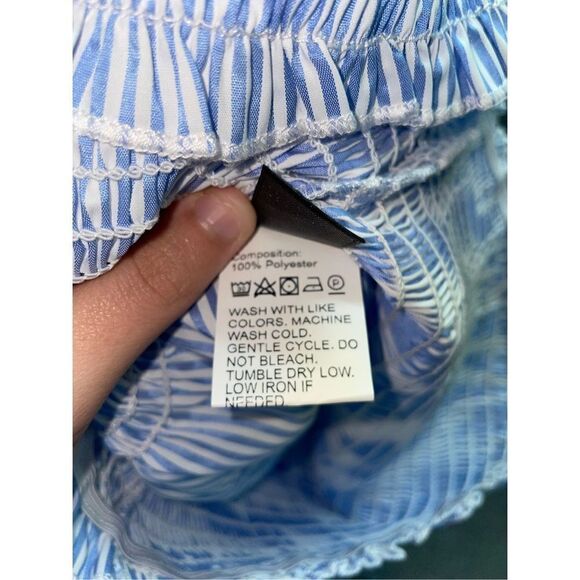 Composition:
100% Polyester
P
WASH WITH LIKE
COLORS. MACHINE
WASH COLD.
GENTLE CYCLE. DO
NOT BLEACH.
TUMBLE DRY LOW.
LOW IRON IF
NEEDED